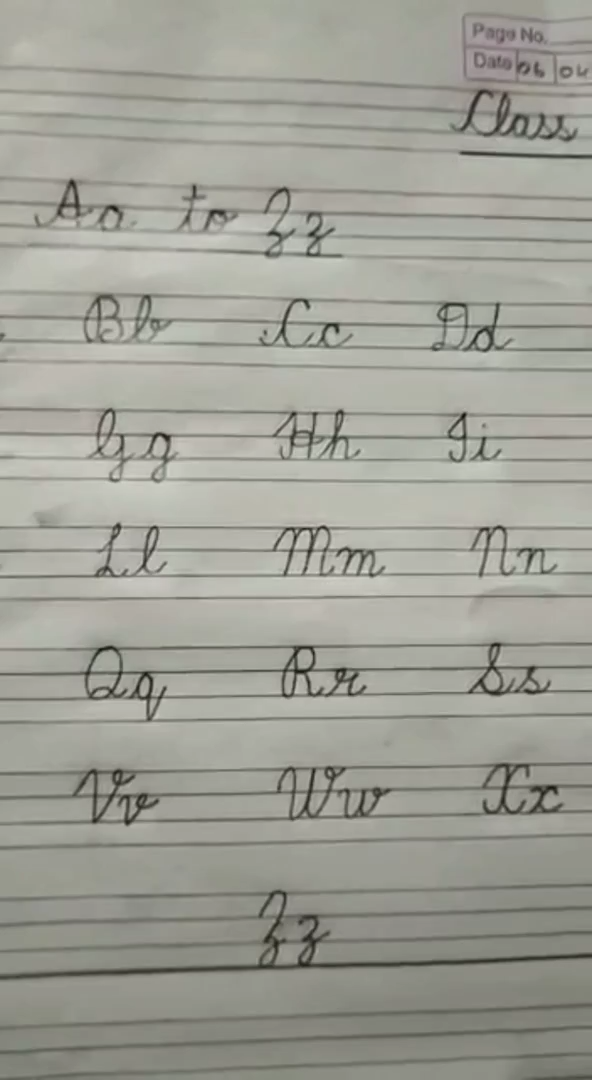 Page No.
Date 06 04
Class
Aa to Zz
Bb Cc Dd
Gg Hh Ii
Ll Mm Nn
Qq Rr Ss
Vv Ww Xx
Zz